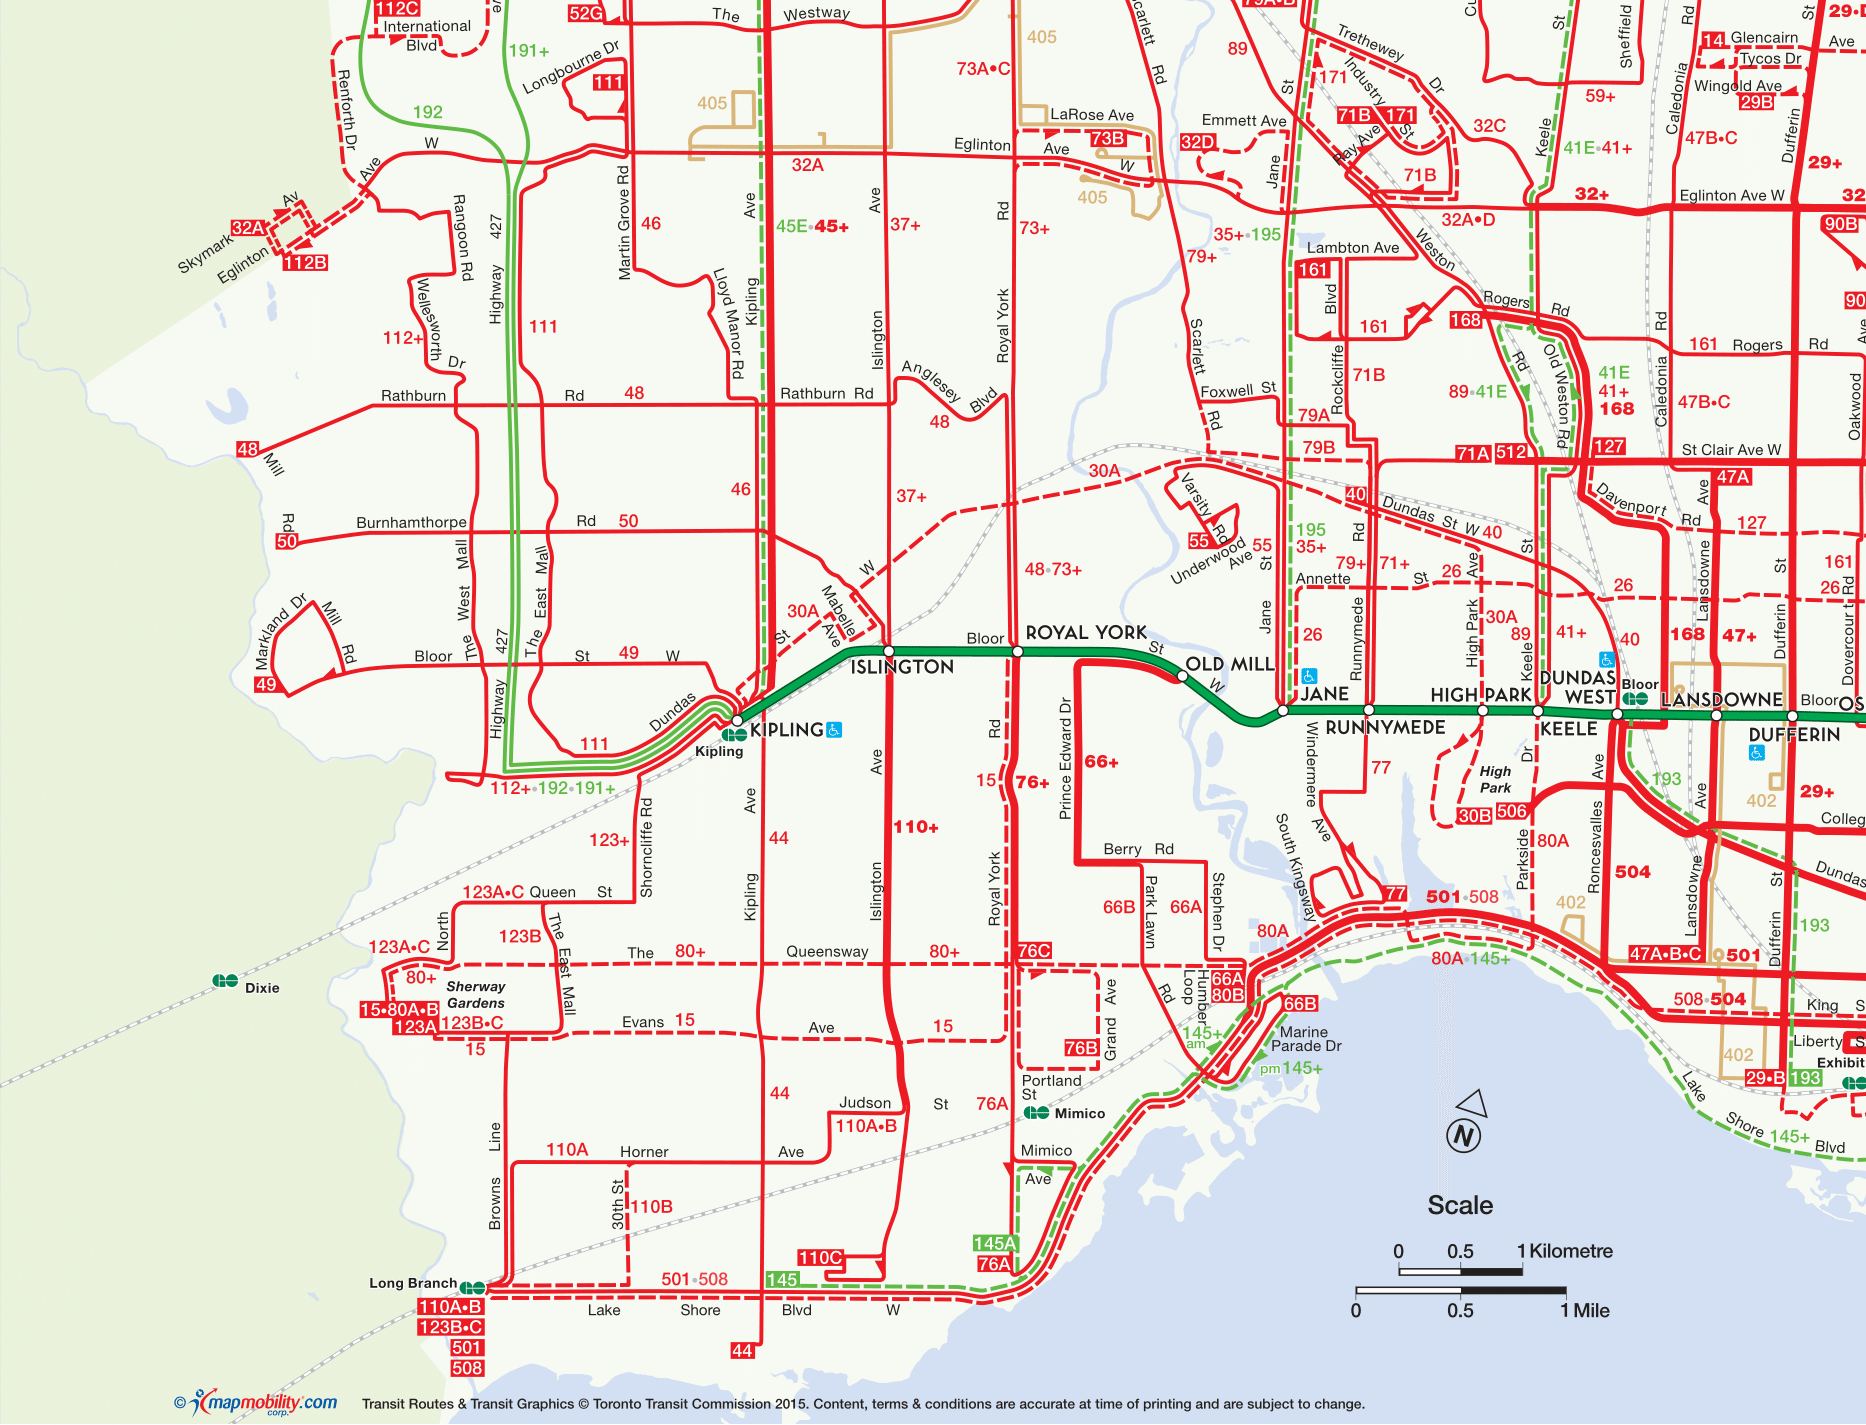 112C
International
Blvd
Ave
191+
52G
The
Westway
405
Scarlett
Rd
79A•B
89
Trethewey
Dr
St
Sheffield
Rd
St
29•D
14
Glencairn
Ave
Tycos Dr
Wingold Ave
29B
Renforth Dr
192
Longbourne Dr
111
405
73A•C
LaRose Ave
73B
Emmett Ave
32D
171
Industry
St
71B
171
Ray Ave
71B
32C
59+
Keele
41E•41+
Caledonia
47B•C
Dufferin
29+
W
Ave
32A
Eglinton
Ave
W
405
Jane
St
32+
Eglinton Ave W
32
32A•D
90B
Skymark
Av
Eglinton
32A
112B
Rangoon Rd
427
Highway
Martin Grove Rd
46
Ave
Kipling
45E•45+
Ave
Islington
37+
Rd
Royal York
73+
79+
35+•195
Lambton Ave
161
Blvd
Weston
Rogers
Rd
168
161
90
Wellesworth
Dr
112+
111
Lloyd Manor Rd
Scarlett
Rd
Rockcliffe
71B
Rd
Old Weston Rd
89•41E
41E
41+
168
Rd
Caledonia
161
Rogers
Rd
Ave
Oakwood
47B•C
Rathburn
Rd
48
Rathburn Rd
Anglesey
Blvd
48
Foxwell St
79A
79B
71A
512
127
St Clair Ave W
48
Mill
Rd
46
37+
30A
Varsity
Rd
55
Underwood
Ave
55
40
Dundas St W
40
Davenport
Rd
Ave
47A
127
Burnhamthorpe
Rd
50
50
W
195
35+
St
Jane
Rd
Runnymede
79+
71+
Annette
St
26
Ave
High Park
St
Keele
Lansdowne
St
Dufferin
161
26
26
Dovercourt Rd
Markland Dr
Mill
Rd
49
Bloor
St
49
W
The West Mall
427
Highway
The East Mall
30A
St
Dundas
Mabelle
Ave
48•73+
Bloor
ROYAL YORK
St
W
ISLINGTON
OLD MILL
26
JANE
30A
89
41+
40
168
47+
HIGH PARK
DUNDAS
WEST
Bloor
LANSDOWNE
Bloor
OS
KIPLING
Kipling
RUNNYMEDE
KEELE
DUFFERIN
111
112+•192•191+
Shorncliffe Rd
123+
Ave
Kipling
44
Ave
Islington
110+
Rd
Royal York
15
76+
Prince Edward Dr
66+
Windermere
Ave
77
High
Park
30B
506
Dr
Parkside
80A
Ave
Roncesvalles
504
193
Ave
Lansdowne
402
29+
College
Dundas
St
Dufferin
193
123A•C
Queen
St
North
The East Mall
123B
123A•C
80+
Sherway
Gardens
15•80A•B
123A
123B•C
15
The
80+
Queensway
80+
Evans
15
Ave
15
Berry
Rd
Park Lawn
Rd
66B
66A
Stephen Dr
South Kingsway
77
501•508
80A
80A•145+
402
47A•B•C
501
508•504
King
S
Liberty
S
Exhibit
402
29•B
193
76C
Ave
Grand
76B
66A
80B
Humber
Loop
66B
145+
am
Marine
Parade Dr
pm 145+
Dixie
44
Judson
St
110A•B
76A
Portland
St
Mimico
Mimico
Ave
Line
Browns
110A
Horner
Ave
30th St
110B
110C
145A
76A
145
501•508
Long Branch
110A•B
123B•C
501
508
Lake
Shore
Blvd
W
44
Lake
Shore
145+
Blvd
N
Scale
0
0.5
1 Kilometre
0
0.5
1 Mile
© mapmobility.com
corp.
Transit Routes & Transit Graphics © Toronto Transit Commission 2015. Content, terms & conditions are accurate at time of printing and are subject to change.